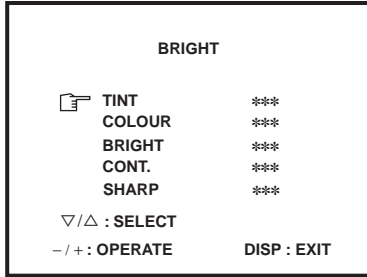 BRIGHT
☞ TINT ***
COLOUR ***
BRIGHT ***
CONT. ***
SHARP ***
▽/△ : SELECT
−/+ : OPERATE DISP : EXIT